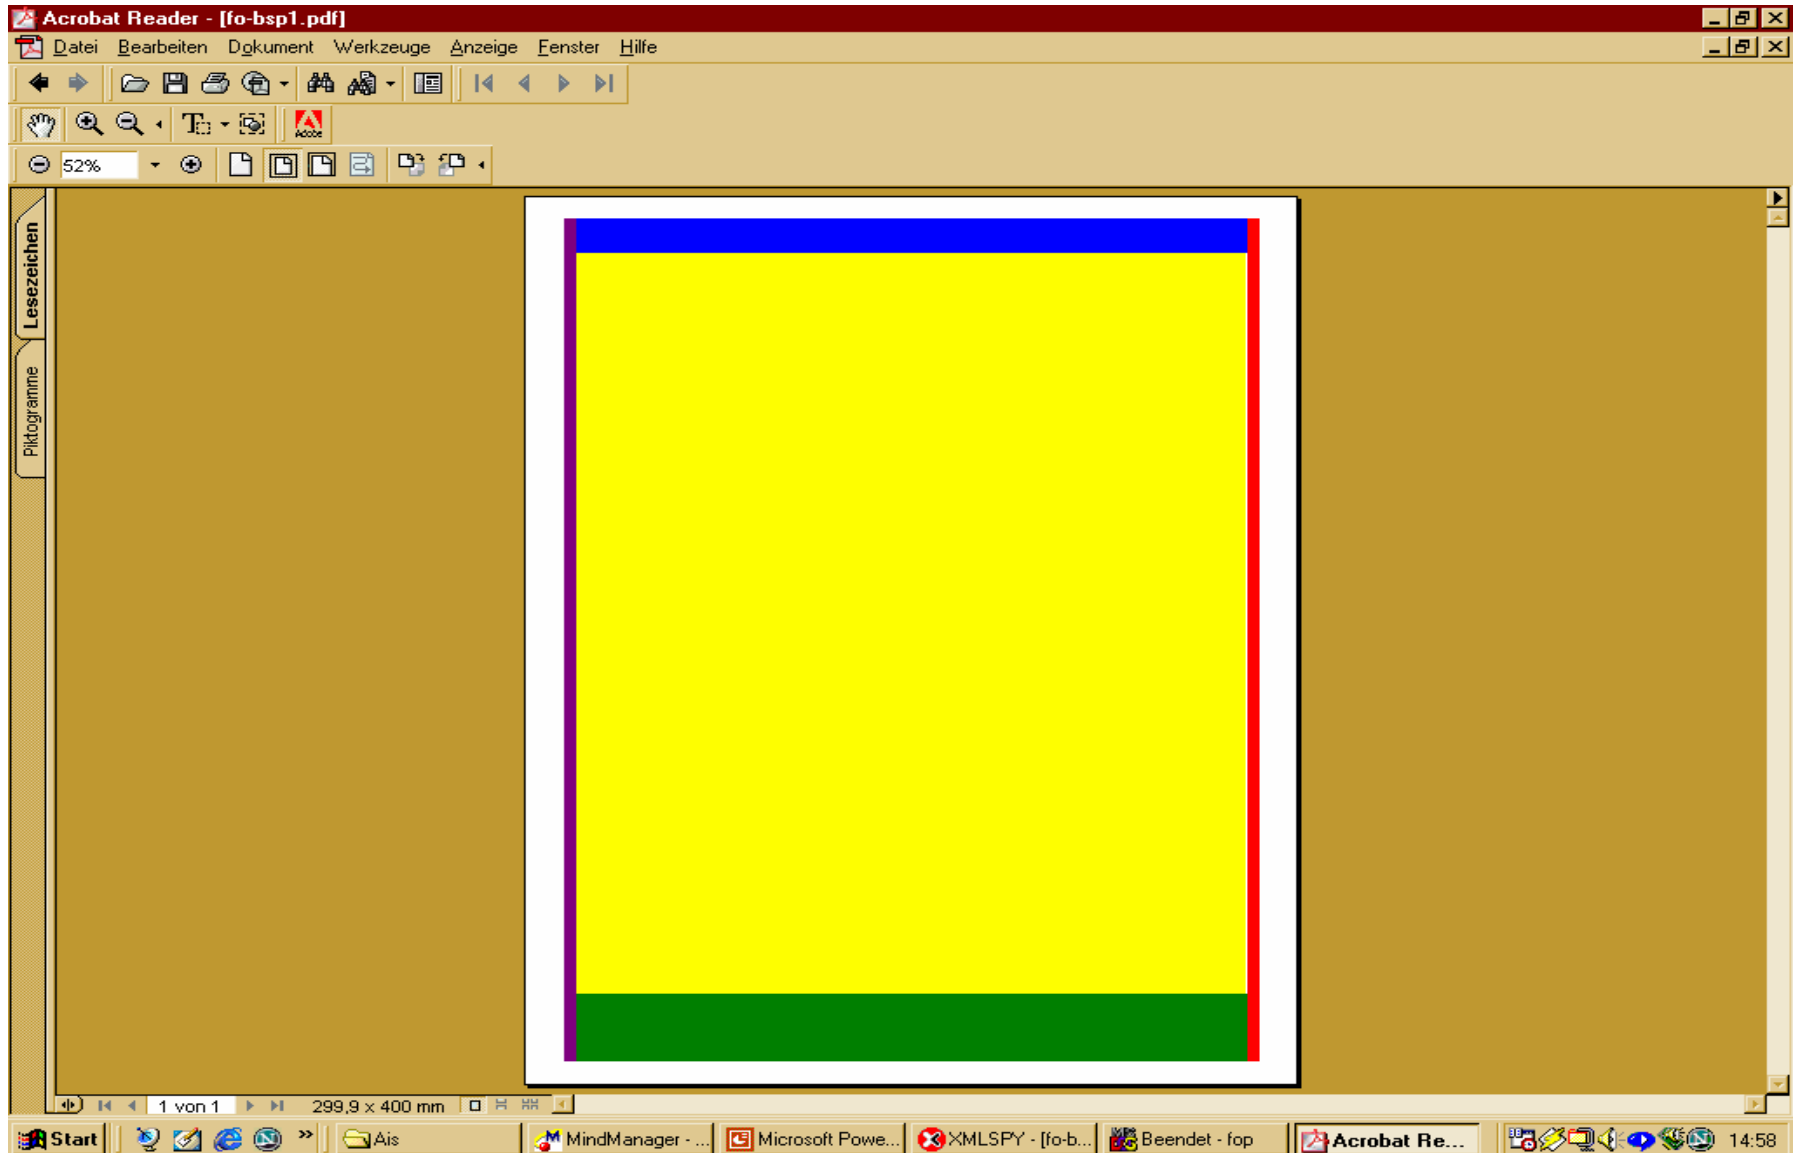 Acrobat Reader - [fo-bsp1.pdf]
Datei Bearbeiten Dokument Werkzeuge Anzeige Fenster Hilfe
Adobe
52%
Lesezeichen
Piktogramme
1 von 1 299,9 x 400 mm
Start Ais MindManager - ... Microsoft Powe... XMLSPY - [fo-b... Beendet - fop Acrobat Re... 14:58